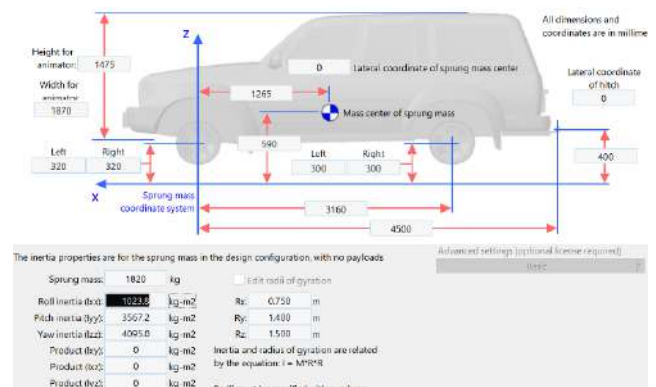 All dimensions and
coordinates are in millime
Z
Height for
animator: 1475
0 Lateral coordinate of sprung mass center
Lateral coordinate
of hitch
0
Width for
animator
1870
1265
Mass center of sprung mass
590
Left Right
320 320
Left Right
300 300
400
X
Sprung mass
coordinate system
3160
4500
The inertia properties are for the sprung mass in the design configuration, with no payloads
Advanced settings (optional license required)
Basic
Sprung mass: 1820 kg
Edit radii of gyration
Roll inertia (Ixx): 1023.8 kg-m2
Rx: 0.750 m
Pitch inertia (Iyy): 3567.2 kg-m2
Ry: 1.400 m
Yaw inertia (Izz): 4095.0 kg-m2
Rz: 1.500 m
Product (Ixy): 0 kg-m2
Inertia and radius of gyration are related
by the equation: I = M*R*R
Product (Ixz): 0 kg-m2
Product (Iyz): 0 kg-m2